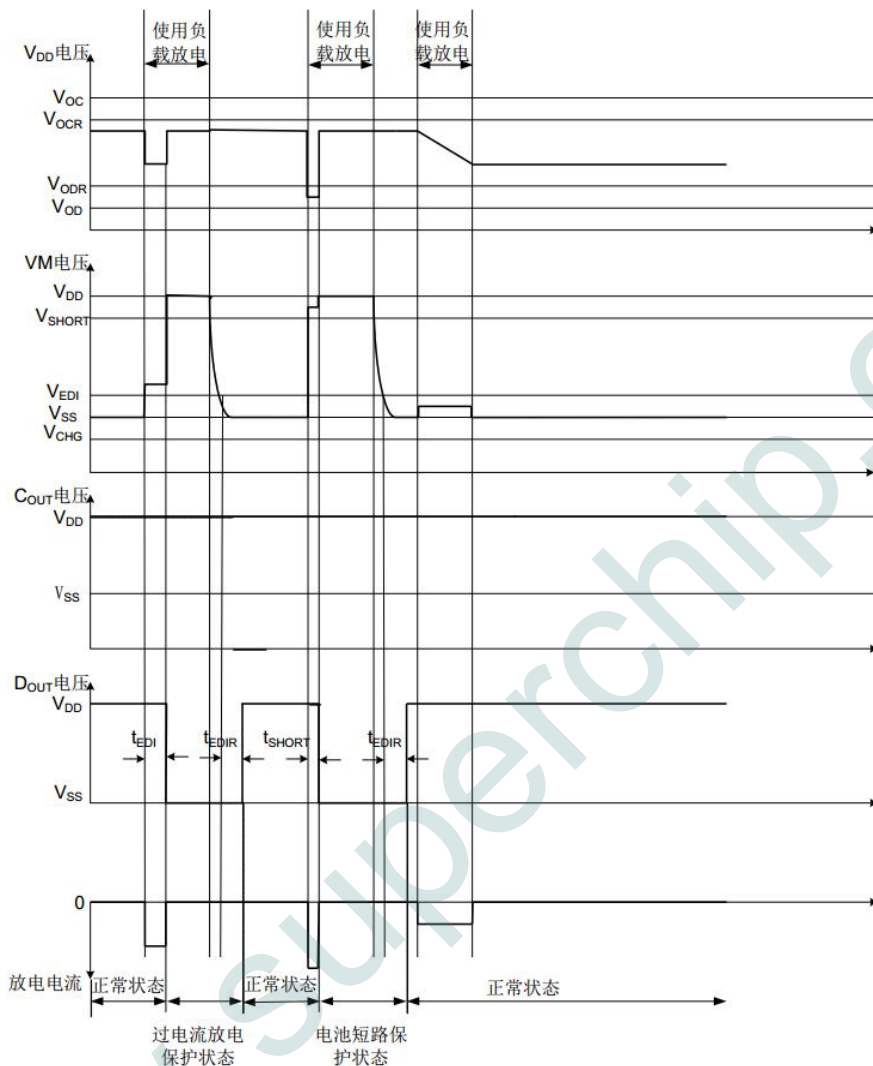 使用负
载放电
使用负
载放电
使用负
载放电
VDD电压
VOC
VOCR
VODR
VOD
VM电压
VDD
VSHORT
VEDI
VSS
VCHG
COUT电压
VDD
VSS
DOUT电压
VDD
tEDI
tEDIR
tSHORT
tEDIR
VSS
0
放电电流
正常状态
正常状态
正常状态
过电流放电
保护状态
电池短路保
护状态
superchip.